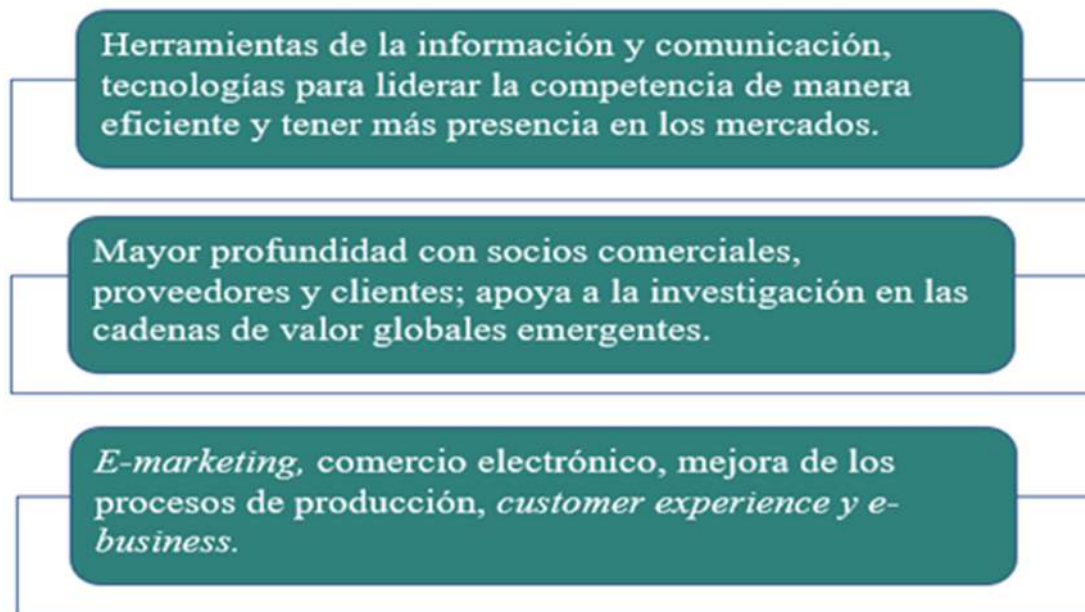 Herramientas de la información y comunicación,
tecnologías para liderar la competencia de manera
eficiente y tener más presencia en los mercados.
Mayor profundidad con socios comerciales,
proveedores y clientes; apoya a la investigación en las
cadenas de valor globales emergentes.
E-marketing, comercio electrónico, mejora de los
procesos de producción, customer experience y e-
business.